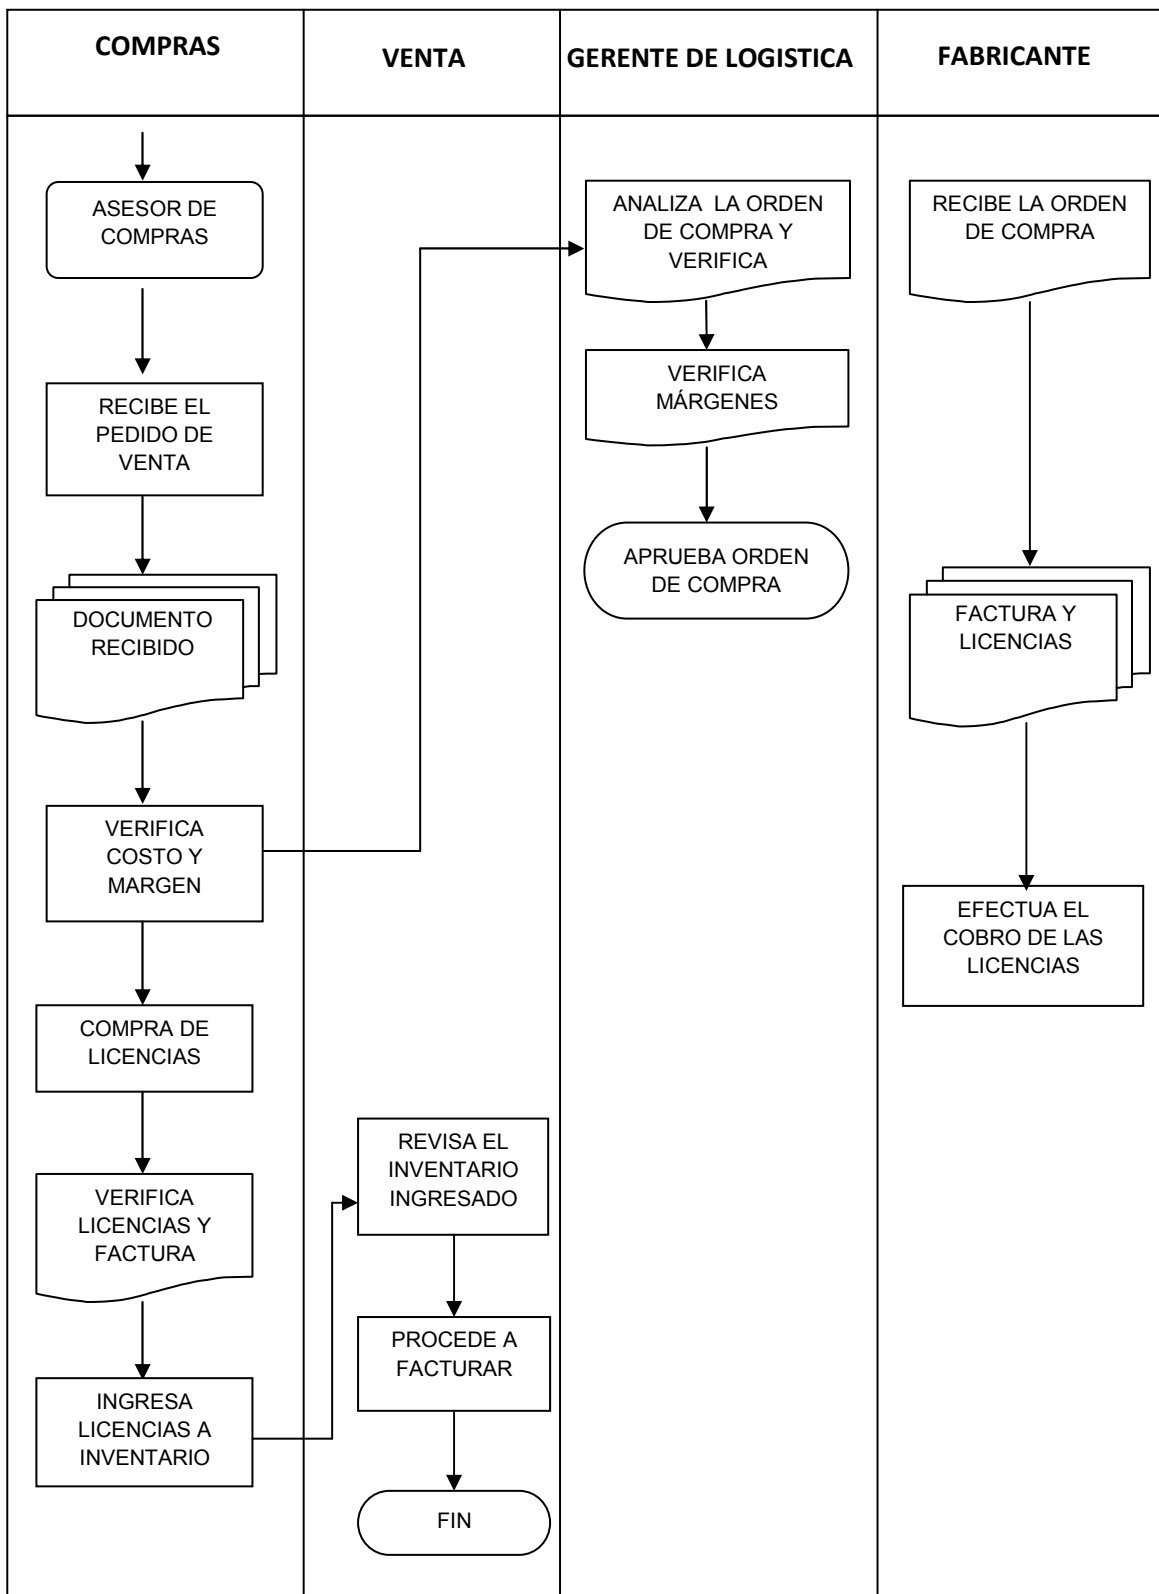 COMPRAS
VENTA
GERENTE DE LOGISTICA
FABRICANTE
ASESOR DE
COMPRAS
RECIBE EL
PEDIDO DE
VENTA
DOCUMENTO
RECIBIDO
VERIFICA
COSTO Y
MARGEN
COMPRA DE
LICENCIAS
VERIFICA
LICENCIAS Y
FACTURA
INGRESA
LICENCIAS A
INVENTARIO
REVISA EL
INVENTARIO
INGRESADO
PROCEDE A
FACTURAR
FIN
ANALIZA LA ORDEN
DE COMPRA Y
VERIFICA
VERIFICA
MÁRGENES
APRUEBA ORDEN
DE COMPRA
RECIBE LA ORDEN
DE COMPRA
FACTURA Y
LICENCIAS
EFECTUA EL
COBRO DE LAS
LICENCIAS